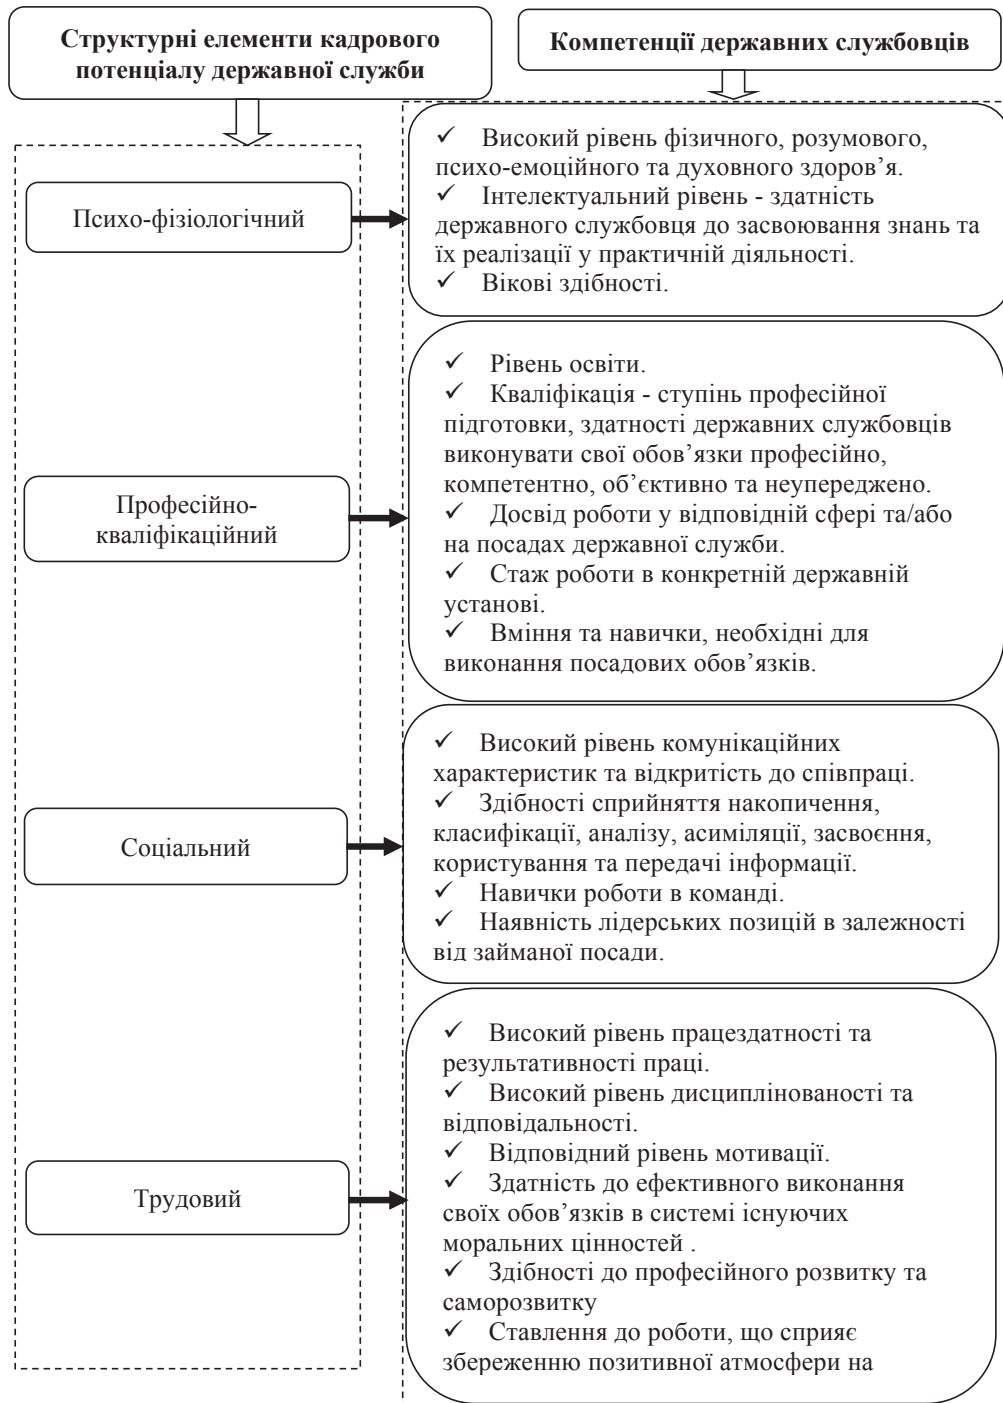 Структурні елементи кадрового
потенціалу державної служби
Компетенції державних службовців
Психо-фізіологічний
✓ Високий рівень фізичного, розумового,
психо-емоційного та духовного здоров’я.
✓ Інтелектуальний рівень - здатність
державного службовця до засвоювання знань та
їх реалізації у практичній діяльності.
✓ Вікові здібності.
Професійно-
кваліфікаційний
✓ Рівень освіти.
✓ Кваліфікація - ступінь професійної
підготовки, здатності державних службовців
виконувати свої обов’язки професійно,
компетентно, об’єктивно та неупереджено.
✓ Досвід роботи у відповідній сфері та/або
на посадах державної служби.
✓ Стаж роботи в конкретній державній
установі.
✓ Вміння та навички, необхідні для
виконання посадових обов’язків.
Соціальний
✓ Високий рівень комунікаційних
характеристик та відкритість до співпраці.
✓ Здібності сприйняття накопичення,
класифікації, аналізу, асиміляції, засвоєння,
користування та передачі інформації.
✓ Навички роботи в команді.
✓ Наявність лідерських позицій в залежності
від займаної посади.
Трудовий
✓ Високий рівень працездатності та
результативності праці.
✓ Високий рівень дисциплінованості та
відповідальності.
✓ Відповідний рівень мотивації.
✓ Здатність до ефективного виконання
своїх обов’язків в системі існуючих
моральних цінностей .
✓ Здібності до професійного розвитку та
саморозвитку
✓ Ставлення до роботи, що сприяє
збереженню позитивної атмосфери на